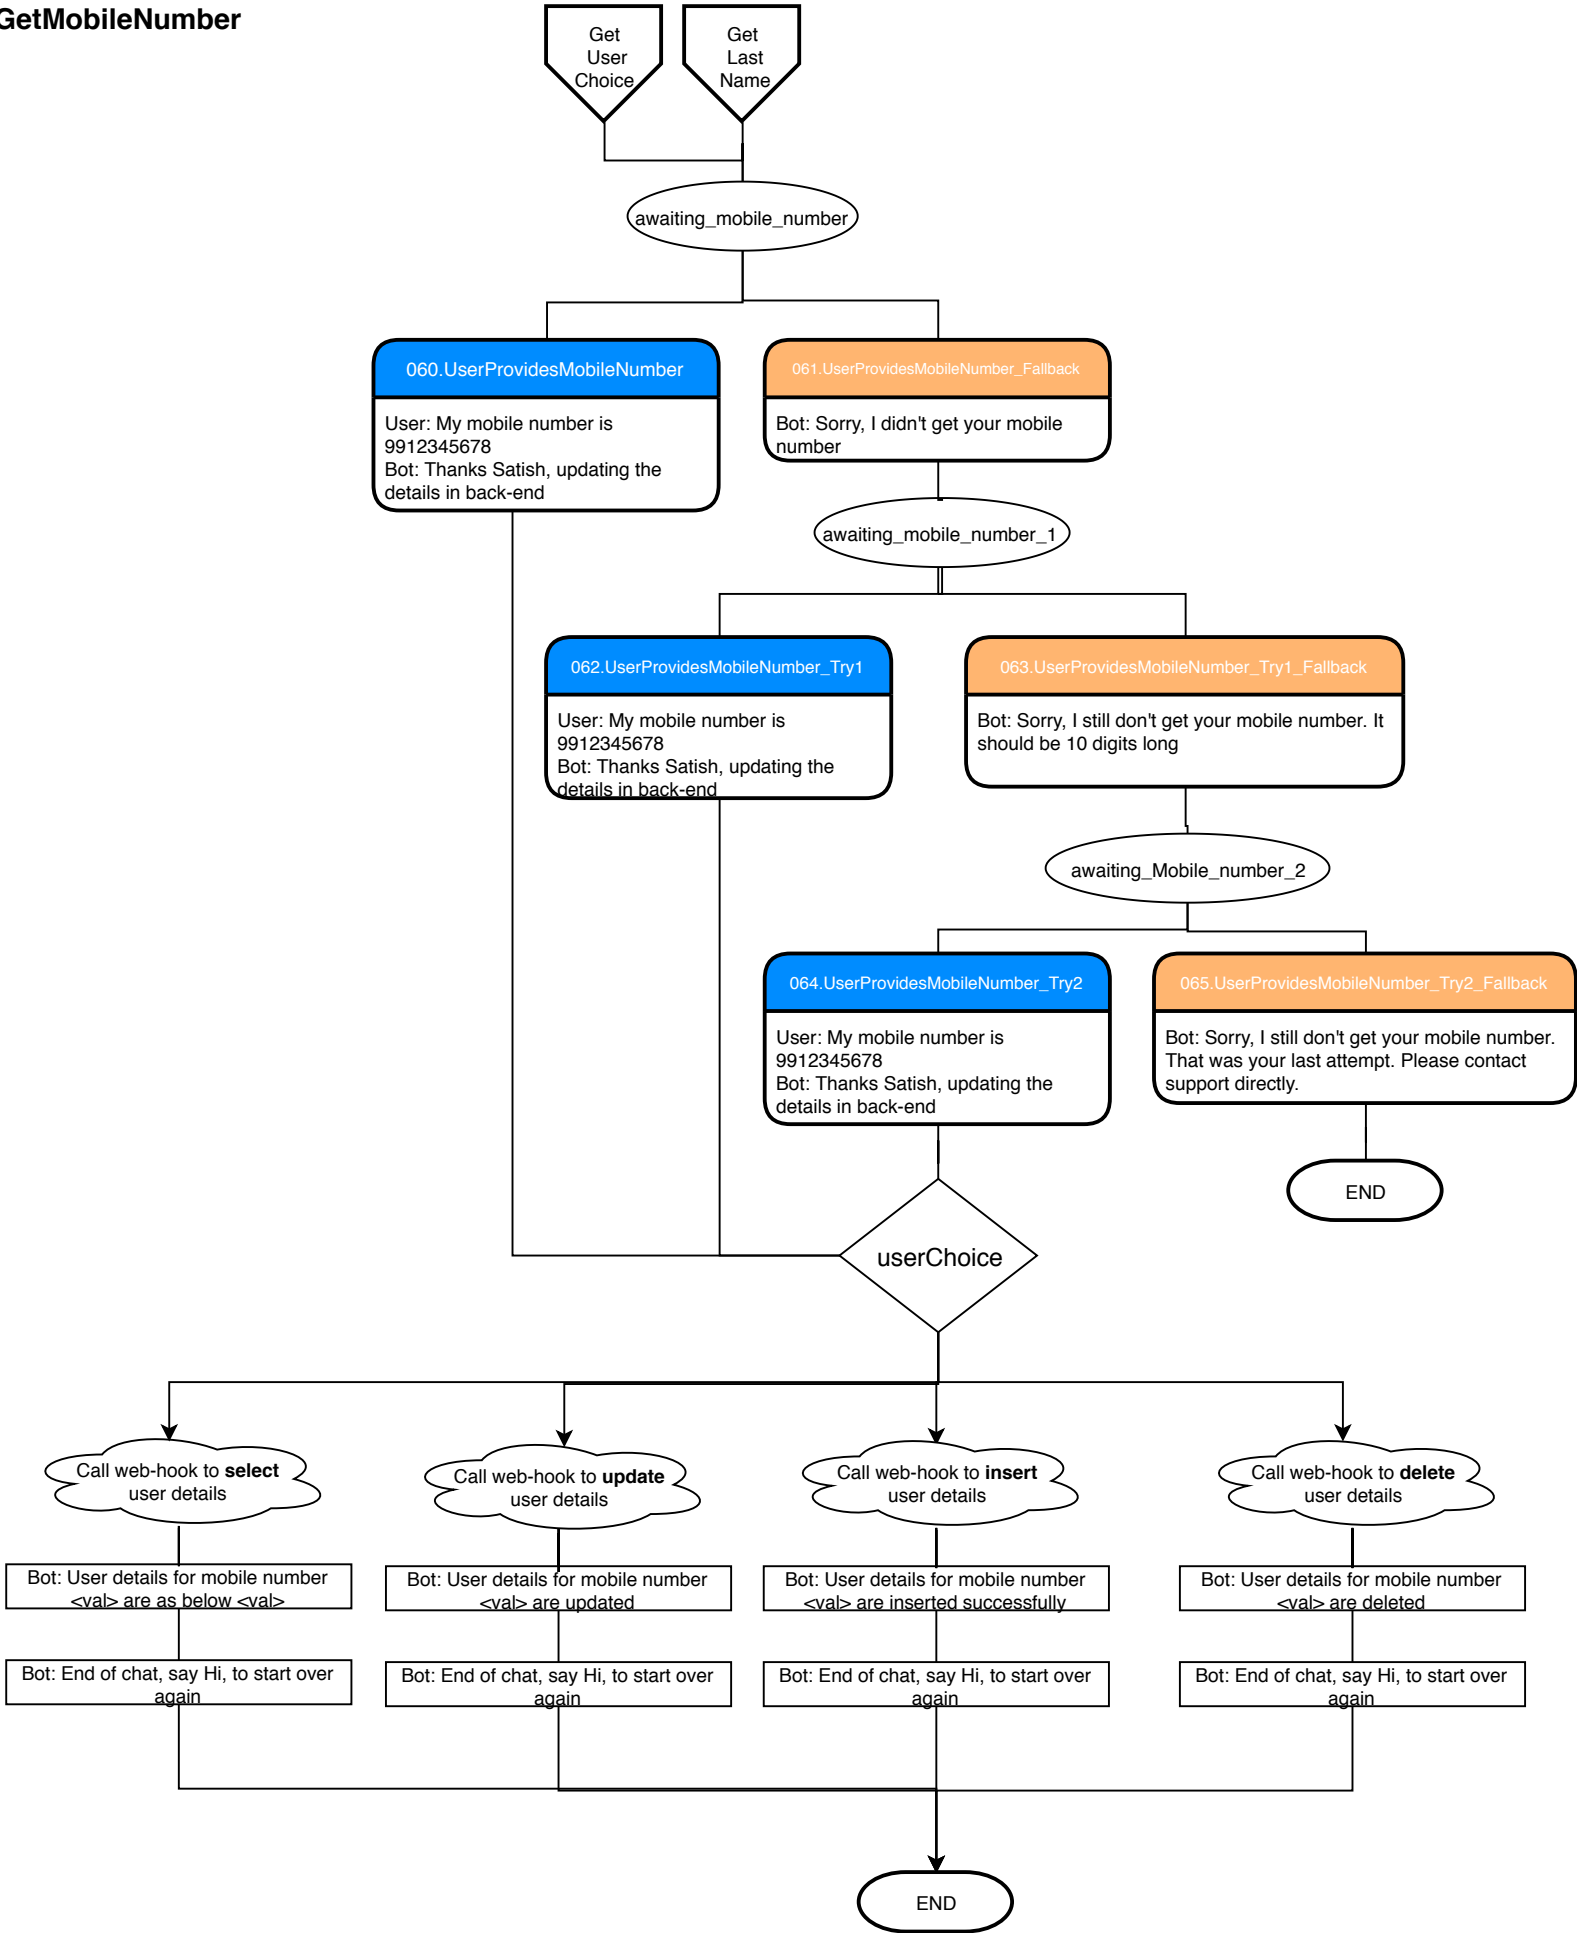 GetMobileNumber
Get
User
Choice
Get
Last
Name
awaiting_mobile_number
060.UserProvidesMobileNumber
User: My mobile number is
9912345678
Bot: Thanks Satish, updating the
details in back-end
061.UserProvidesMobileNumber_Fallback
Bot: Sorry, I didn't get your mobile
number
awaiting_mobile_number_1
062.UserProvidesMobileNumber_Try1
User: My mobile number is
9912345678
Bot: Thanks Satish, updating the
details in back-end
063.UserProvidesMobileNumber_Try1_Fallback
Bot: Sorry, I still don't get your mobile number. It
should be 10 digits long
awaiting_Mobile_number_2
064.UserProvidesMobileNumber_Try2
User: My mobile number is
9912345678
Bot: Thanks Satish, updating the
details in back-end
065.UserProvidesMobileNumber_Try2_Fallback
Bot: Sorry, I still don't get your mobile number.
That was your last attempt. Please contact
support directly.
END
userChoice
Call web-hook to select
user details
Call web-hook to update
user details
Call web-hook to insert
user details
Call web-hook to delete
user details
Bot: User details for mobile number
<val> are as below <val>
Bot: User details for mobile number
<val> are updated
Bot: User details for mobile number
<val> are inserted successfully
Bot: User details for mobile number
<val> are deleted
Bot: End of chat, say Hi, to start over
again
Bot: End of chat, say Hi, to start over
again
Bot: End of chat, say Hi, to start over
again
Bot: End of chat, say Hi, to start over
again
END